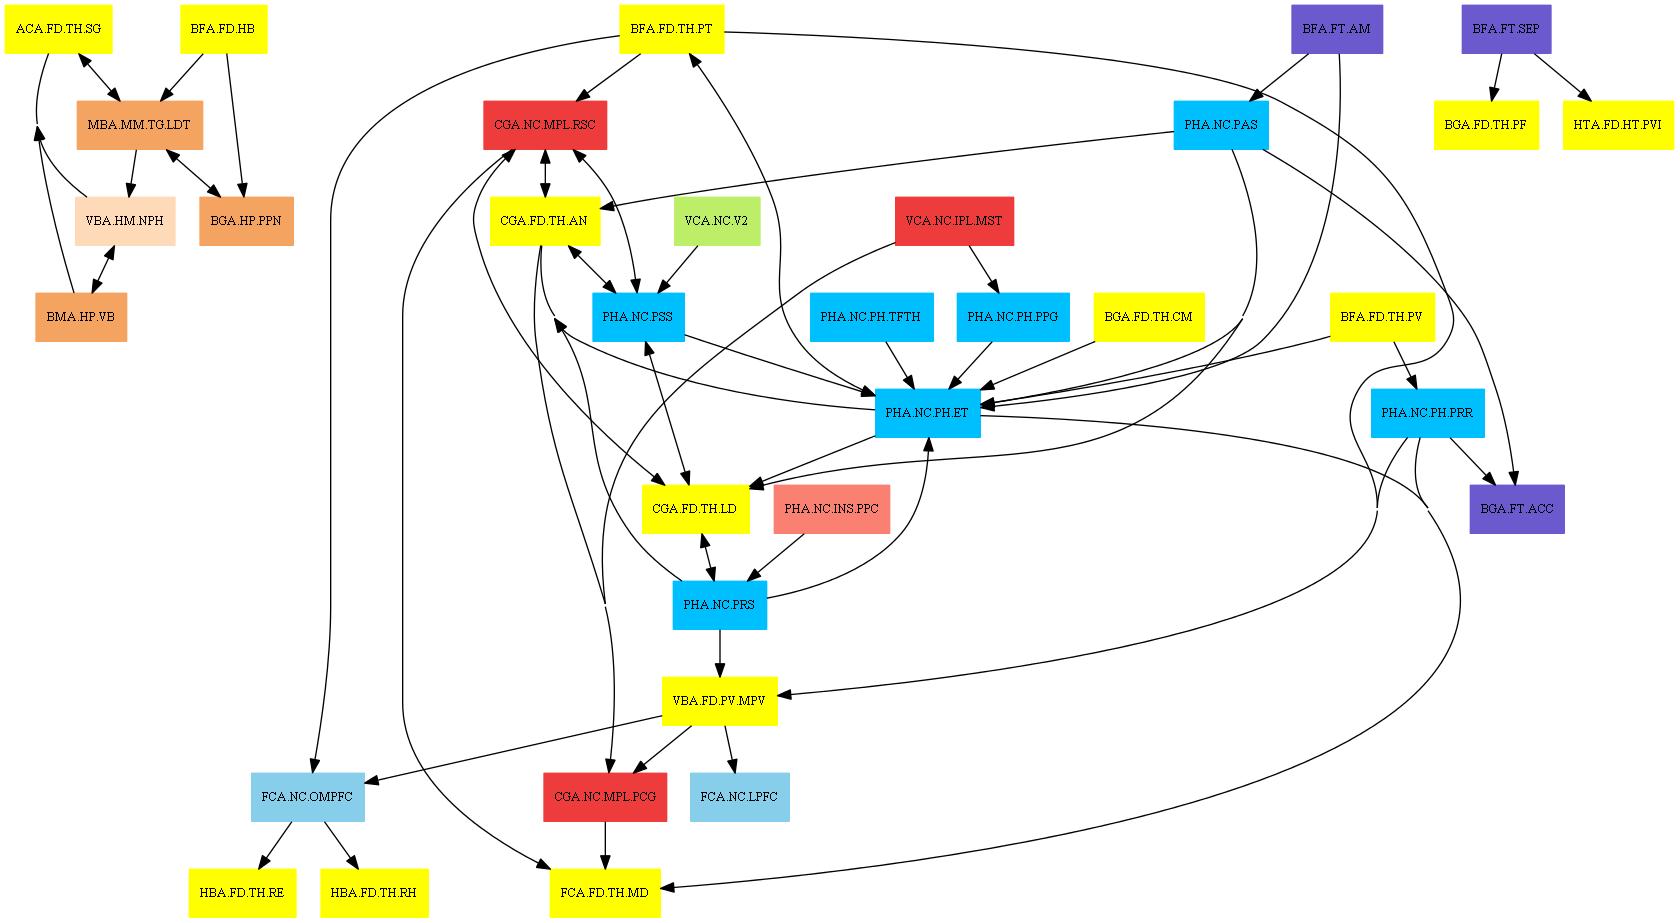 ACA.FD.TH.SG
BFA.FD.HB
BFA.FD.TH.PT
BFA.FT.AM
BFA.FT.SEP
MBA.MM.TG.LDT
CGA.NC.MPL.RSC
PHA.NC.PAS
BGA.FD.TH.PF
HTA.FD.HT.PVI
VBA.HM.NPH
BGA.HP.PPN
CGA.FD.TH.AN
VCA.NC.V2
VCA.NC.IPL.MST
BMA.HP.VB
PHA.NC.PSS
PHA.NC.PH.TFTH
PHA.NC.PH.PPG
BGA.FD.TH.CM
BFA.FD.TH.PV
PHA.NC.PH.ET
PHA.NC.PH.PRR
CGA.FD.TH.LD
PHA.NC.INS.PPC
BGA.FT.ACC
PHA.NC.PRS
VBA.FD.PV.MPV
FCA.NC.OMPFC
CGA.NC.MPL.PCG
FCA.NC.LPFC
HBA.FD.TH.RE
HBA.FD.TH.RH
FCA.FD.TH.MD